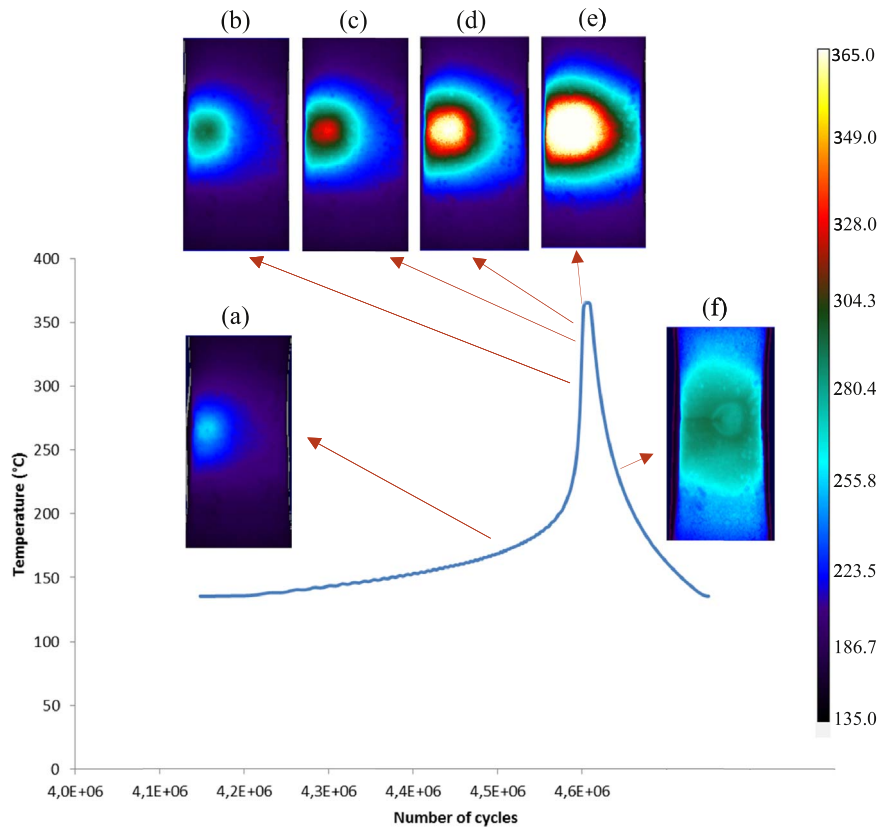 (b)
(c)
(d)
(e)
365.0
349.0
328.0
304.3
280.4
255.8
223.5
186.7
135.0
(a)
(f)
Temperature (°C)
400
350
300
250
200
150
100
50
0
4,0E+06
4,1E+06
4,2E+06
4,3E+06
4,4E+06
4,5E+06
4,6E+06
Number of cycles